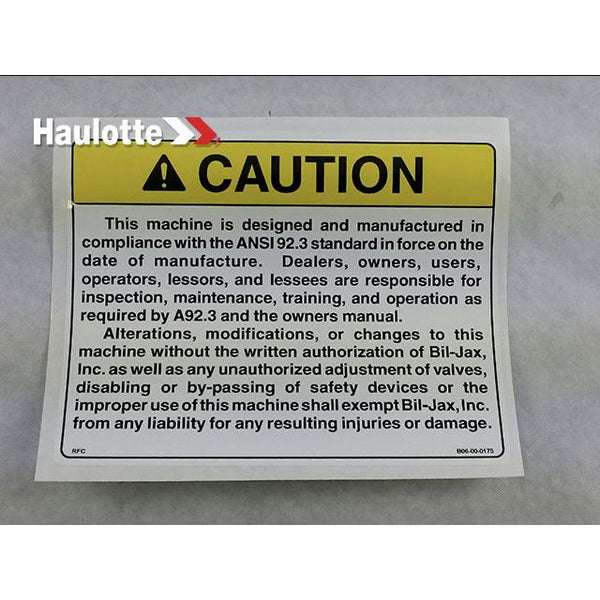 Haulotte
CAUTION
This machine is designed and manufactured in
compliance with the ANSI 92.3 standard in force on the
date of manufacture. Dealers, owners, users,
operators, lessors, and lessees are responsible for
inspection, maintenance, training, and operation as
required by A92.3 and the owners manual.
Alterations, modifications, or changes to this
machine without the written authorization of Bil-Jax,
Inc. as well as any unauthorized adjustment of valves,
disabling or by-passing of safety devices or the
improper use of this machine shall exempt Bil-Jax, Inc.
from any liability for any resulting injuries or damage.
RFC B06-00-0175